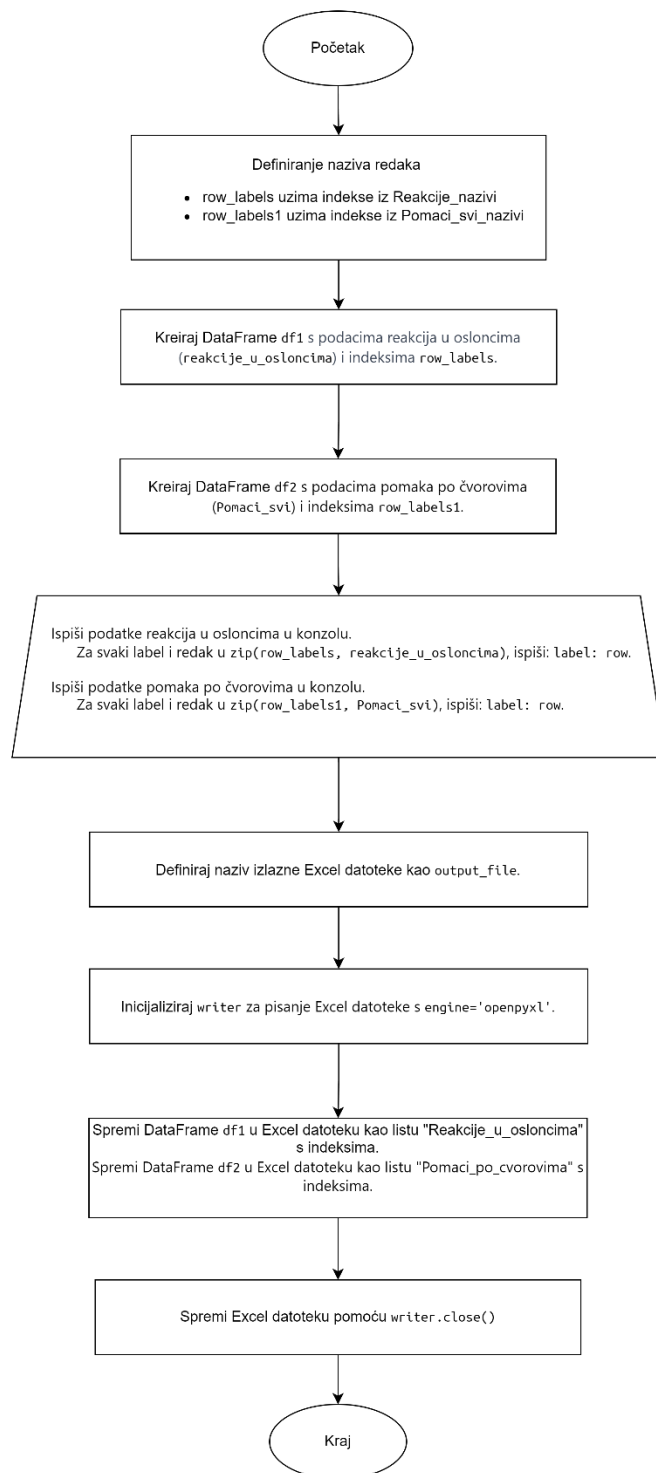 Početak
Definiranje naziva redaka
• row_labels uzima indekse iz Reakcije_nazivi
• row_labels1 uzima indekse iz Pomaci_svi_nazivi
Kreiraj DataFrame df1 s podacima reakcija u osloncima
(reakcije_u_osloncima) i indeksima row_labels.
Kreiraj DataFrame df2 s podacima pomaka po čvorovima
(Pomaci_svi) i indeksima row_labels1.
Ispiši podatke reakcija u osloncima u konzolu.
Za svaki label i redak u zip(row_labels, reakcije_u_osloncima), ispiši: label: row.
Ispiši podatke pomaka po čvorovima u konzolu.
Za svaki label i redak u zip(row_labels1, Pomaci_svi), ispiši: label: row.
Definiraj naziv izlazne Excel datoteke kao output_file.
Inicijaliziraj writer za pisanje Excel datoteke s engine='openpyxl'.
Spremi DataFrame df1 u Excel datoteku kao listu "Reakcije_u_osloncima"
s indeksima.
Spremi DataFrame df2 u Excel datoteku kao listu "Pomaci_po_cvorovima" s
indeksima.
Spremi Excel datoteku pomoću writer.close()
Kraj